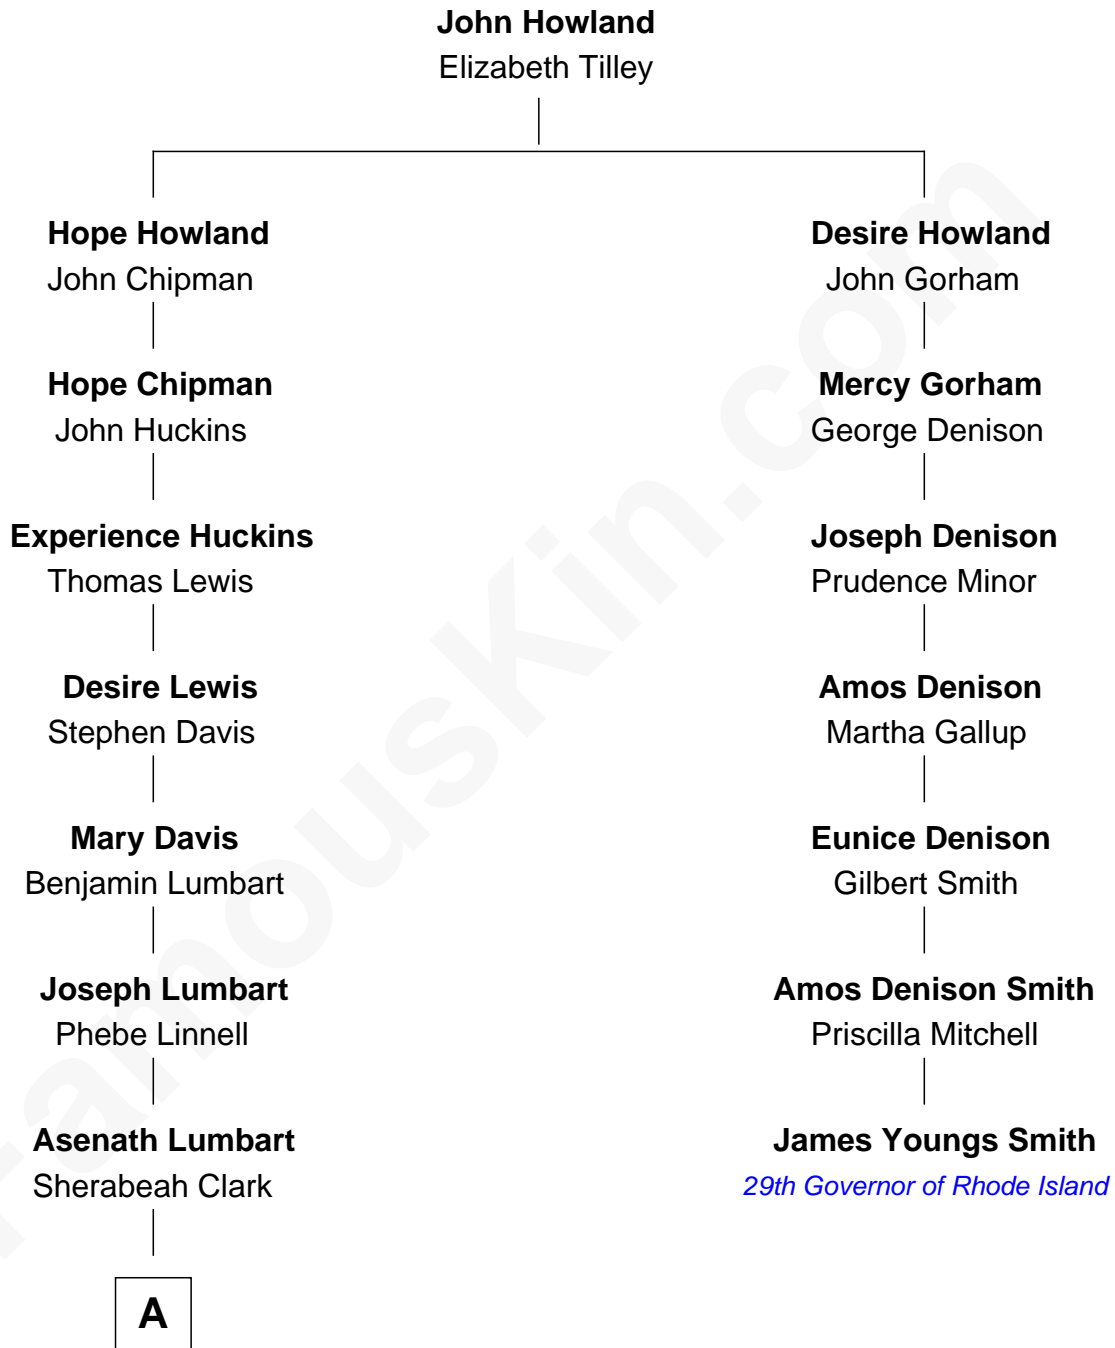 John Howland
Elizabeth Tilley
Hope Howland
John Chipman
Desire Howland
John Gorham
Hope Chipman
John Huckins
Mercy Gorham
George Denison
Experience Huckins
Thomas Lewis
Joseph Denison
Prudence Minor
Desire Lewis
Stephen Davis
Amos Denison
Martha Gallup
Mary Davis
Benjamin Lumbart
Eunice Denison
Gilbert Smith
Joseph Lumbart
Phebe Linnell
Amos Denison Smith
Priscilla Mitchell
Asenath Lumbart
Sherabeah Clark
James Youngs Smith
29th Governor of Rhode Island
A
FamousKin.com